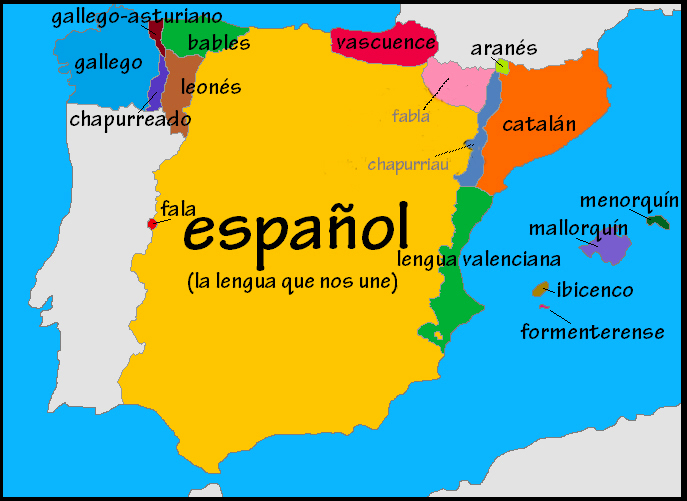 gallego-asturiano
bables
vascuence
aranés
gallego
leonés
fabla
chapurreado
catalán
chapurriau
menorquín
fala
mallorquín
español
lengua valenciana
(la lengua que nos une)
ibicenco
formenterense